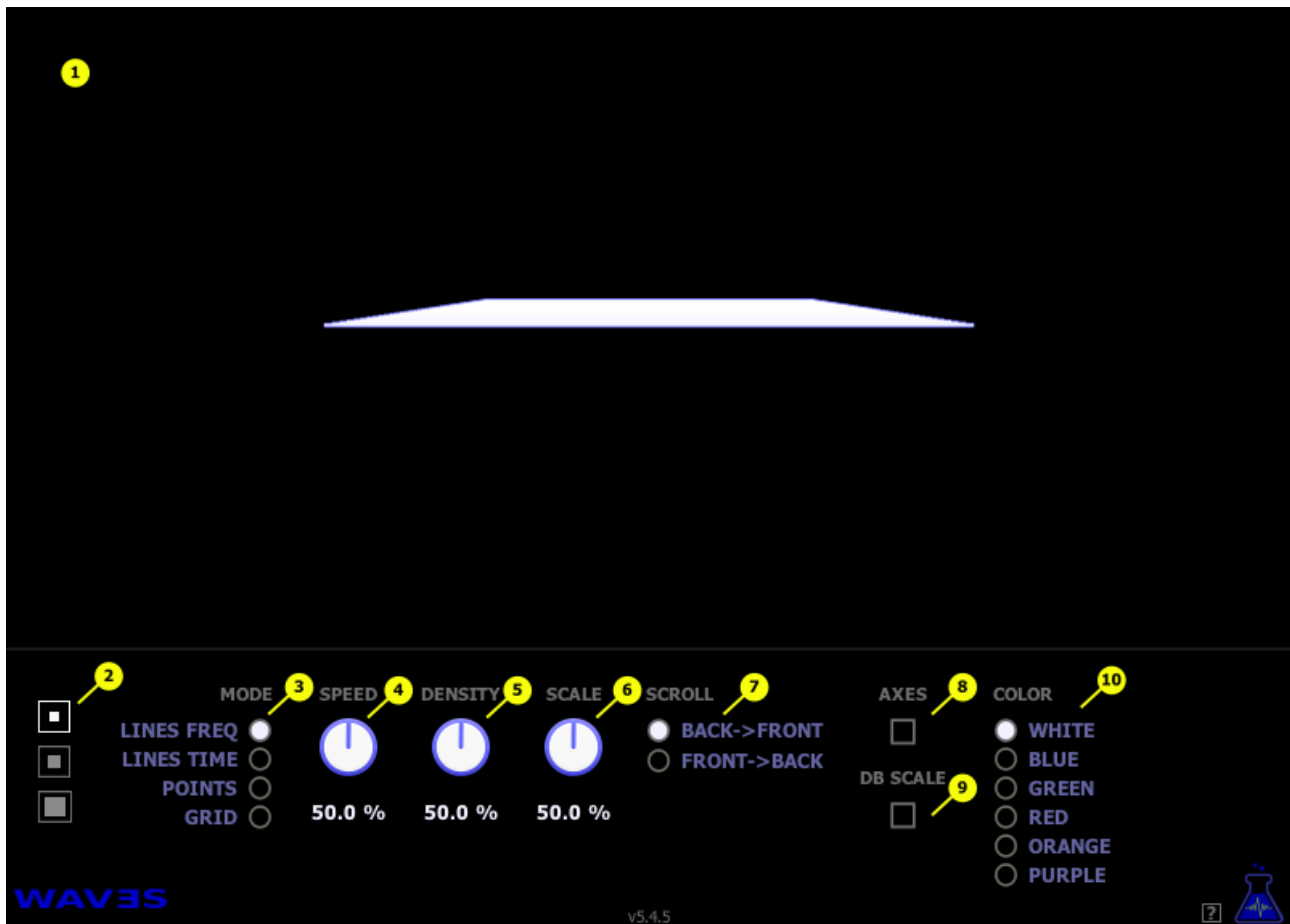 1
2
3
4
5
6
7
8
10
MODE SPEED DENSITY SCALE SCROLL AXES COLOR
LINES FREQ
LINES TIME
POINTS
GRID
BACK->FRONT
FRONT->BACK
DB SCALE
9
WHITE
BLUE
GREEN
RED
ORANGE
PURPLE
50.0 % 50.0 % 50.0 %
WAVES
v5.4.5
?